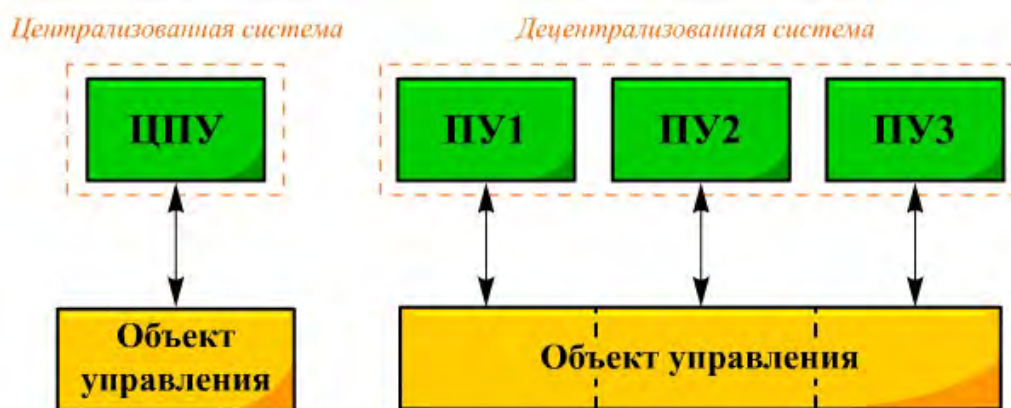 Централизованная система
Децентрализованная система
ЦПУ
ПУ1
ПУ2
ПУ3
Объект
управления
Объект управления